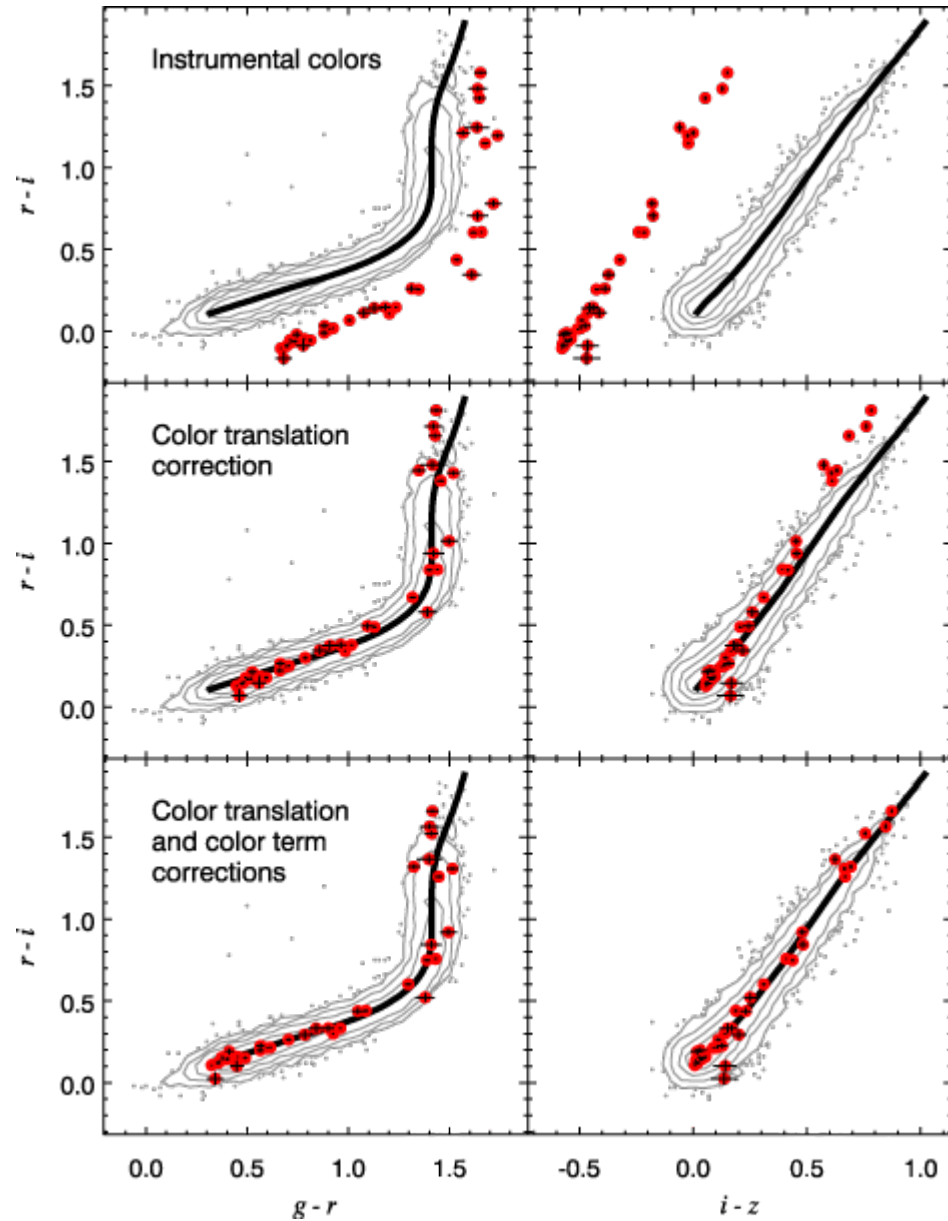 Instrumental colors
r - i
1.5
1.0
0.5
0.0
Color translation
correction
r - i
1.5
1.0
0.5
0.0
Color translation
and color term
corrections
r - i
1.5
1.0
0.5
0.0
0.0 0.5 1.0 1.5
-0.5 0.0 0.5 1.0
g - r
i - z